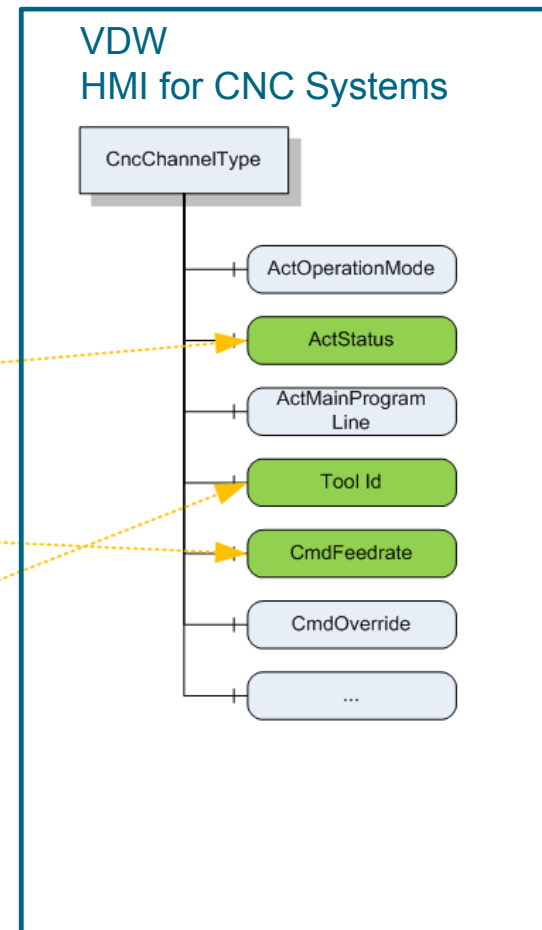 VDW
HMI for CNC Systems
CncChannelType
ActOperationMode
ActStatus
ActMainProgram
Line
Tool Id
CmdFeedrate
CmdOverride
...